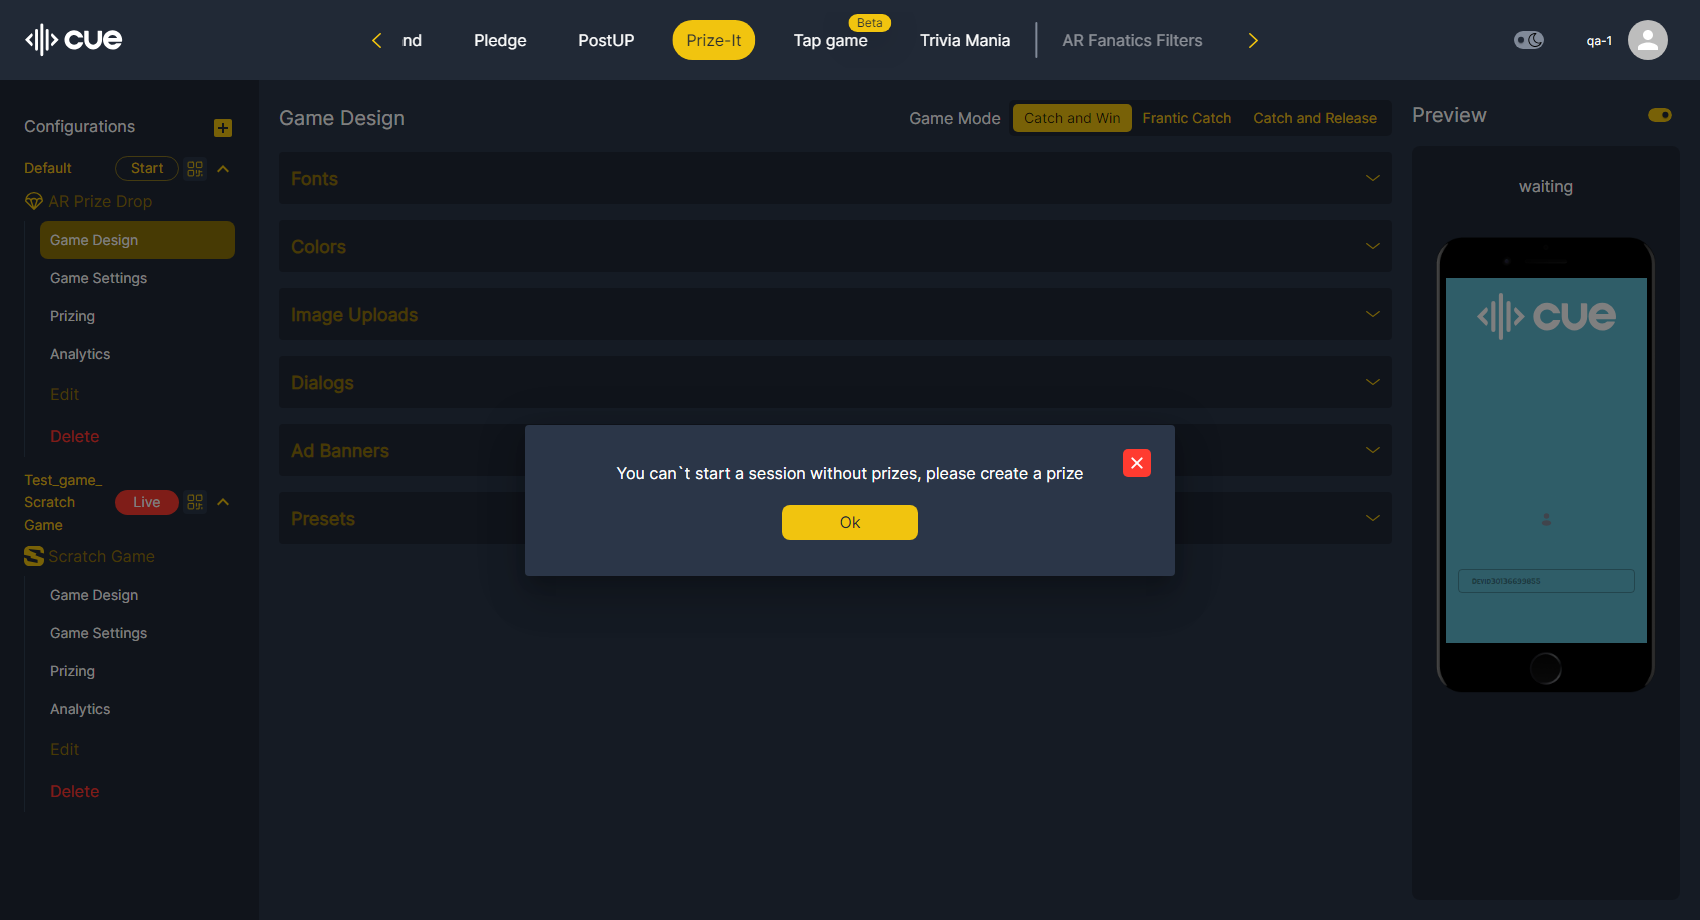 cue
nd
Pledge
PostUP
Prize-It
Beta
Tap game
Trivia Mania
AR Fanatics Filters
qa-1
Configurations
Default
Start
AR Prize Drop
Game Design
Game Settings
Prizing
Analytics
Edit
Delete
Test_game_
Scratch
Game
Live
Scratch Game
Game Design
Game Settings
Prizing
Analytics
Edit
Delete
Game Design
Game Mode
Catch and Win
Frantic Catch
Catch and Release
Fonts
Colors
Image Uploads
Dialogs
Ad Banners
Presets
You can`t start a session without prizes, please create a prize
Ok
Preview
waiting
cue